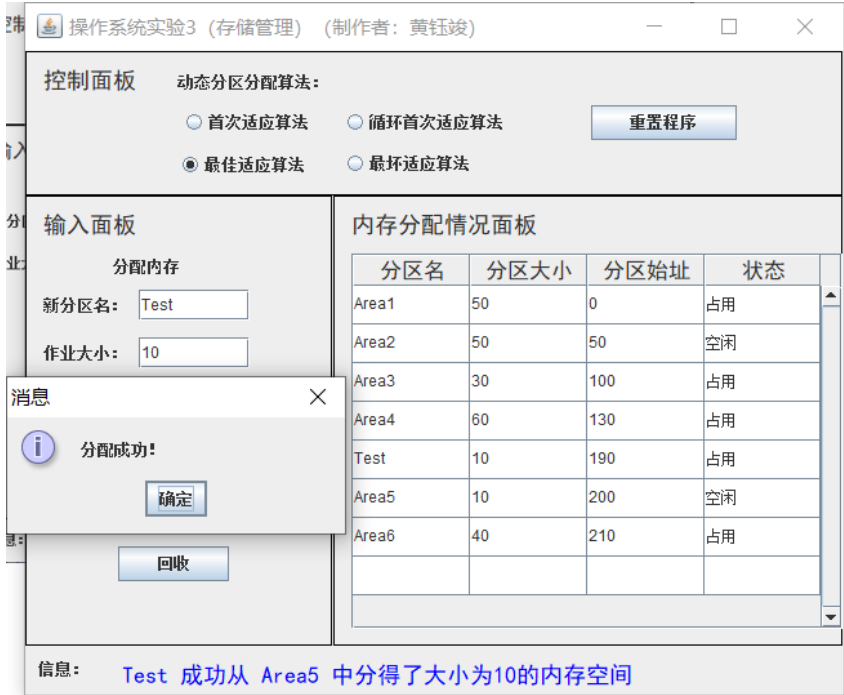 操作系统实验3 (存储管理) (制作者：黄钰竣)
控制面板
动态分区分配算法：
首次适应算法 循环首次适应算法
最佳适应算法 最坏适应算法
重置程序
输入面板
分配内存
新分区名： Test
作业大小： 10
消息
分配成功!
确定
回收
内存分配情况面板
分区名 分区大小 分区始址 状态
Area1 50 0 占用
Area2 50 50 空闲
Area3 30 100 占用
Area4 60 130 占用
Test 10 190 占用
Area5 10 200 空闲
Area6 40 210 占用
信息： Test 成功从 Area5 中分得了大小为10的内存空间